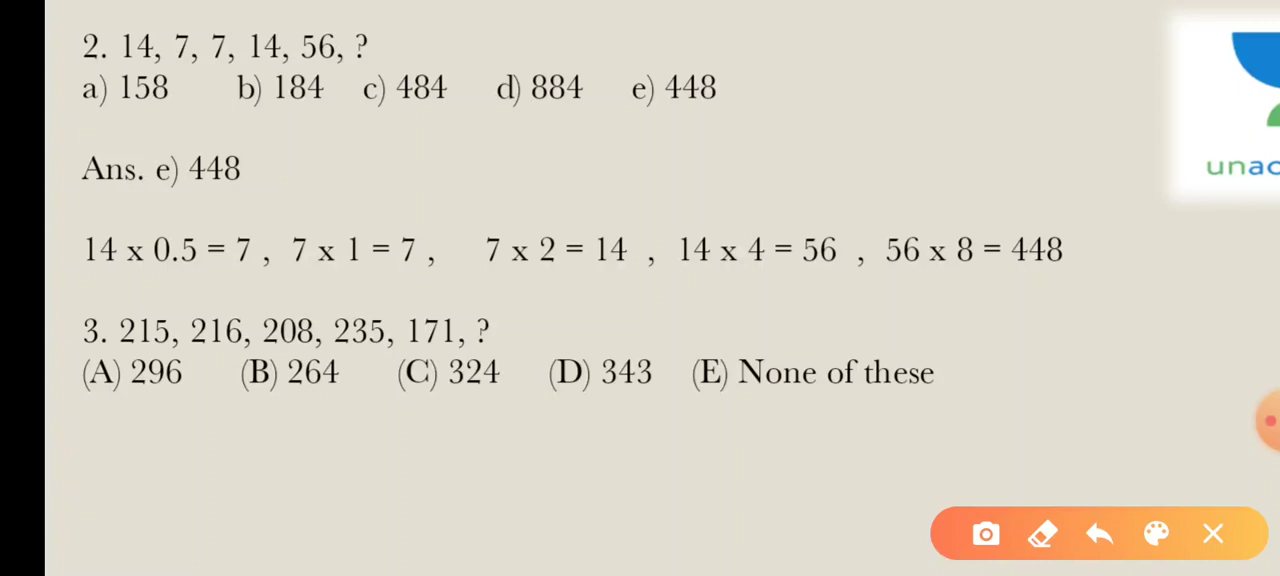 2. 14, 7, 7, 14, 56, ?
a) 158 b) 184 c) 484 d) 884 e) 448
Ans. e) 448
14 x 0.5 = 7 , 7 x 1 = 7 , 7 x 2 = 14 , 14 x 4 = 56 , 56 x 8 = 448
3. 215, 216, 208, 235, 171, ?
(A) 296 (B) 264 (C) 324 (D) 343 (E) None of these
unac